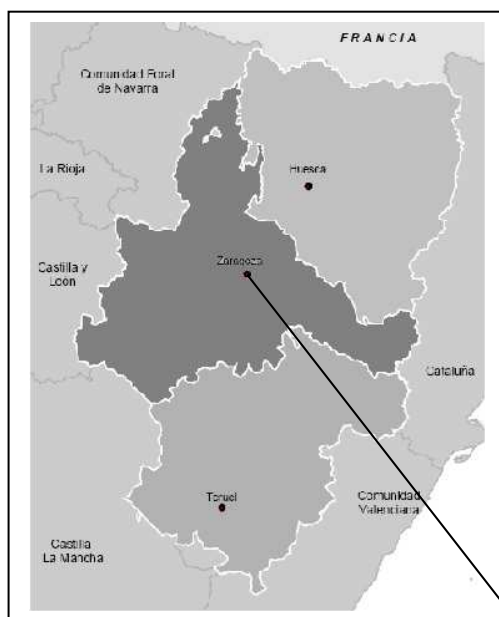 FRANCIA
Comunidad Foral
de Navarra
La Rioja
Huesca
Castilla y
León
Zaragoza
Cataluña
Teruel
Comunidad
Valenciana
Castilla
La Mancha